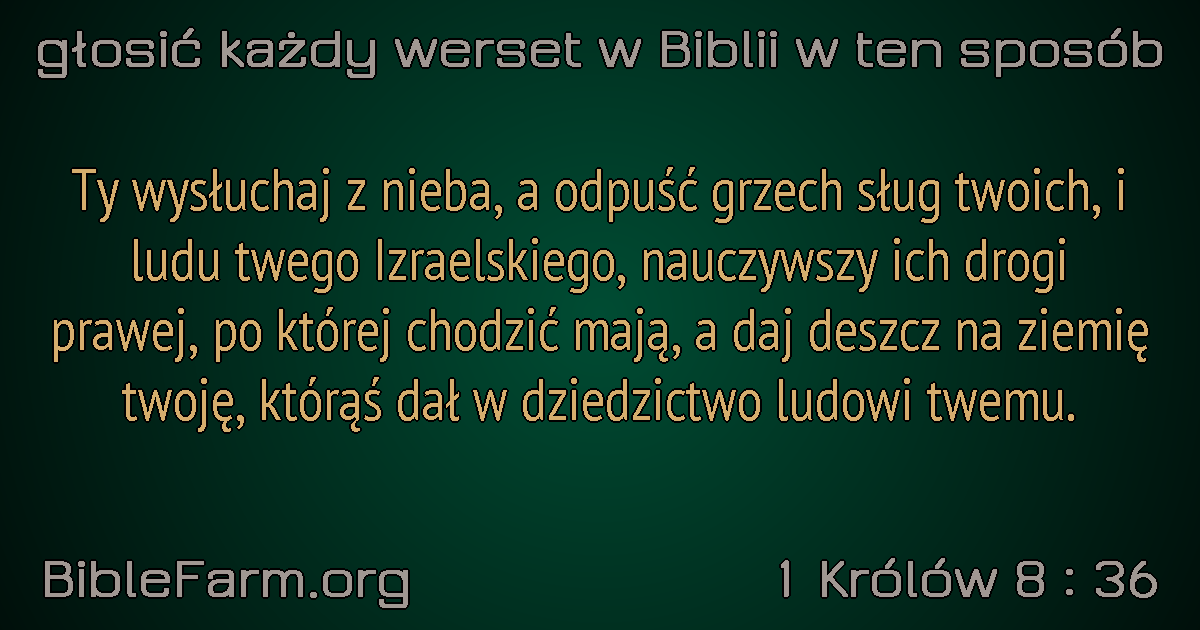 głosić każdy werset w Biblii w ten sposób
Ty wysłuchaj z nieba, a odpuść grzech sług twoich, i
ludu twego Izraelskiego, nauczywszy ich drogi
prawej, po której chodzić mają, a daj deszcz na ziemię
twoję, którąś dał w dziedzictwo ludowi twemu.
BibleFarm.org
1 Królów 8 : 36